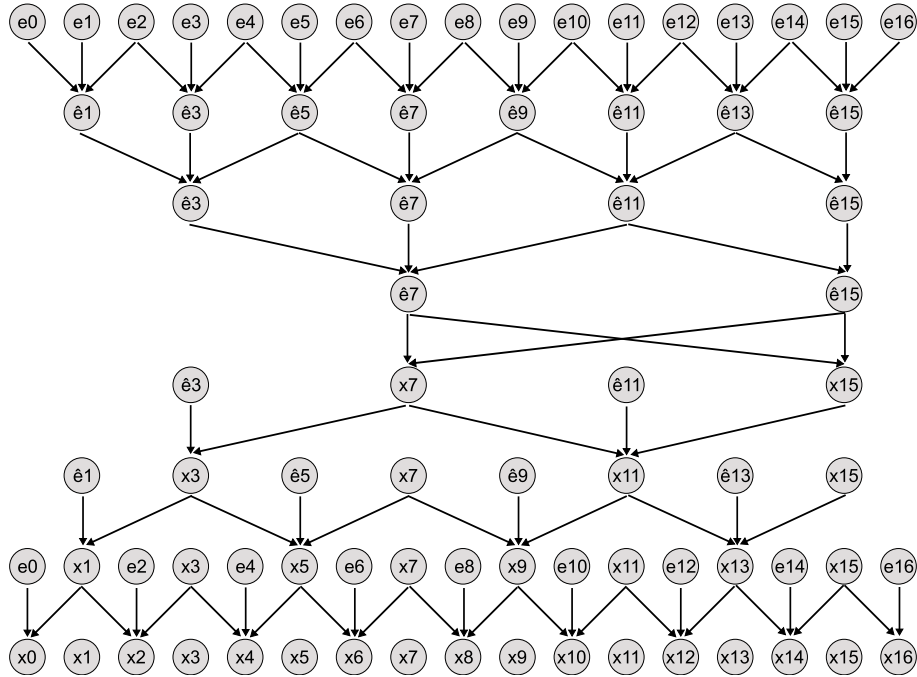 e0 e1 e2 e3 e4 e5 e6 e7 e8 e9 e10 e11 e12 e13 e14 e15 e16
ê1 ê3 ê5 ê7 ê9 ê11 ê13 ê15
ê3 ê7 ê11 ê15
ê7 ê15
ê3 x7 ê11 x15
ê1 x3 ê5 x7 ê9 x11 ê13 x15
e0 x1 e2 x3 e4 x5 e6 x7 e8 x9 e10 x11 e12 x13 e14 x15 e16
x0 x1 x2 x3 x4 x5 x6 x7 x8 x9 x10 x11 x12 x13 x14 x15 x16